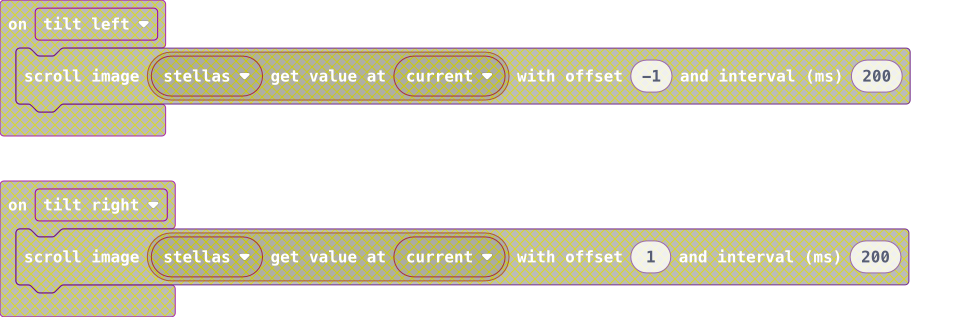 on tilt left
scroll image stellas get value at current with offset -1 and interval (ms) 200
on tilt right
scroll image stellas get value at current with offset 1 and interval (ms) 200